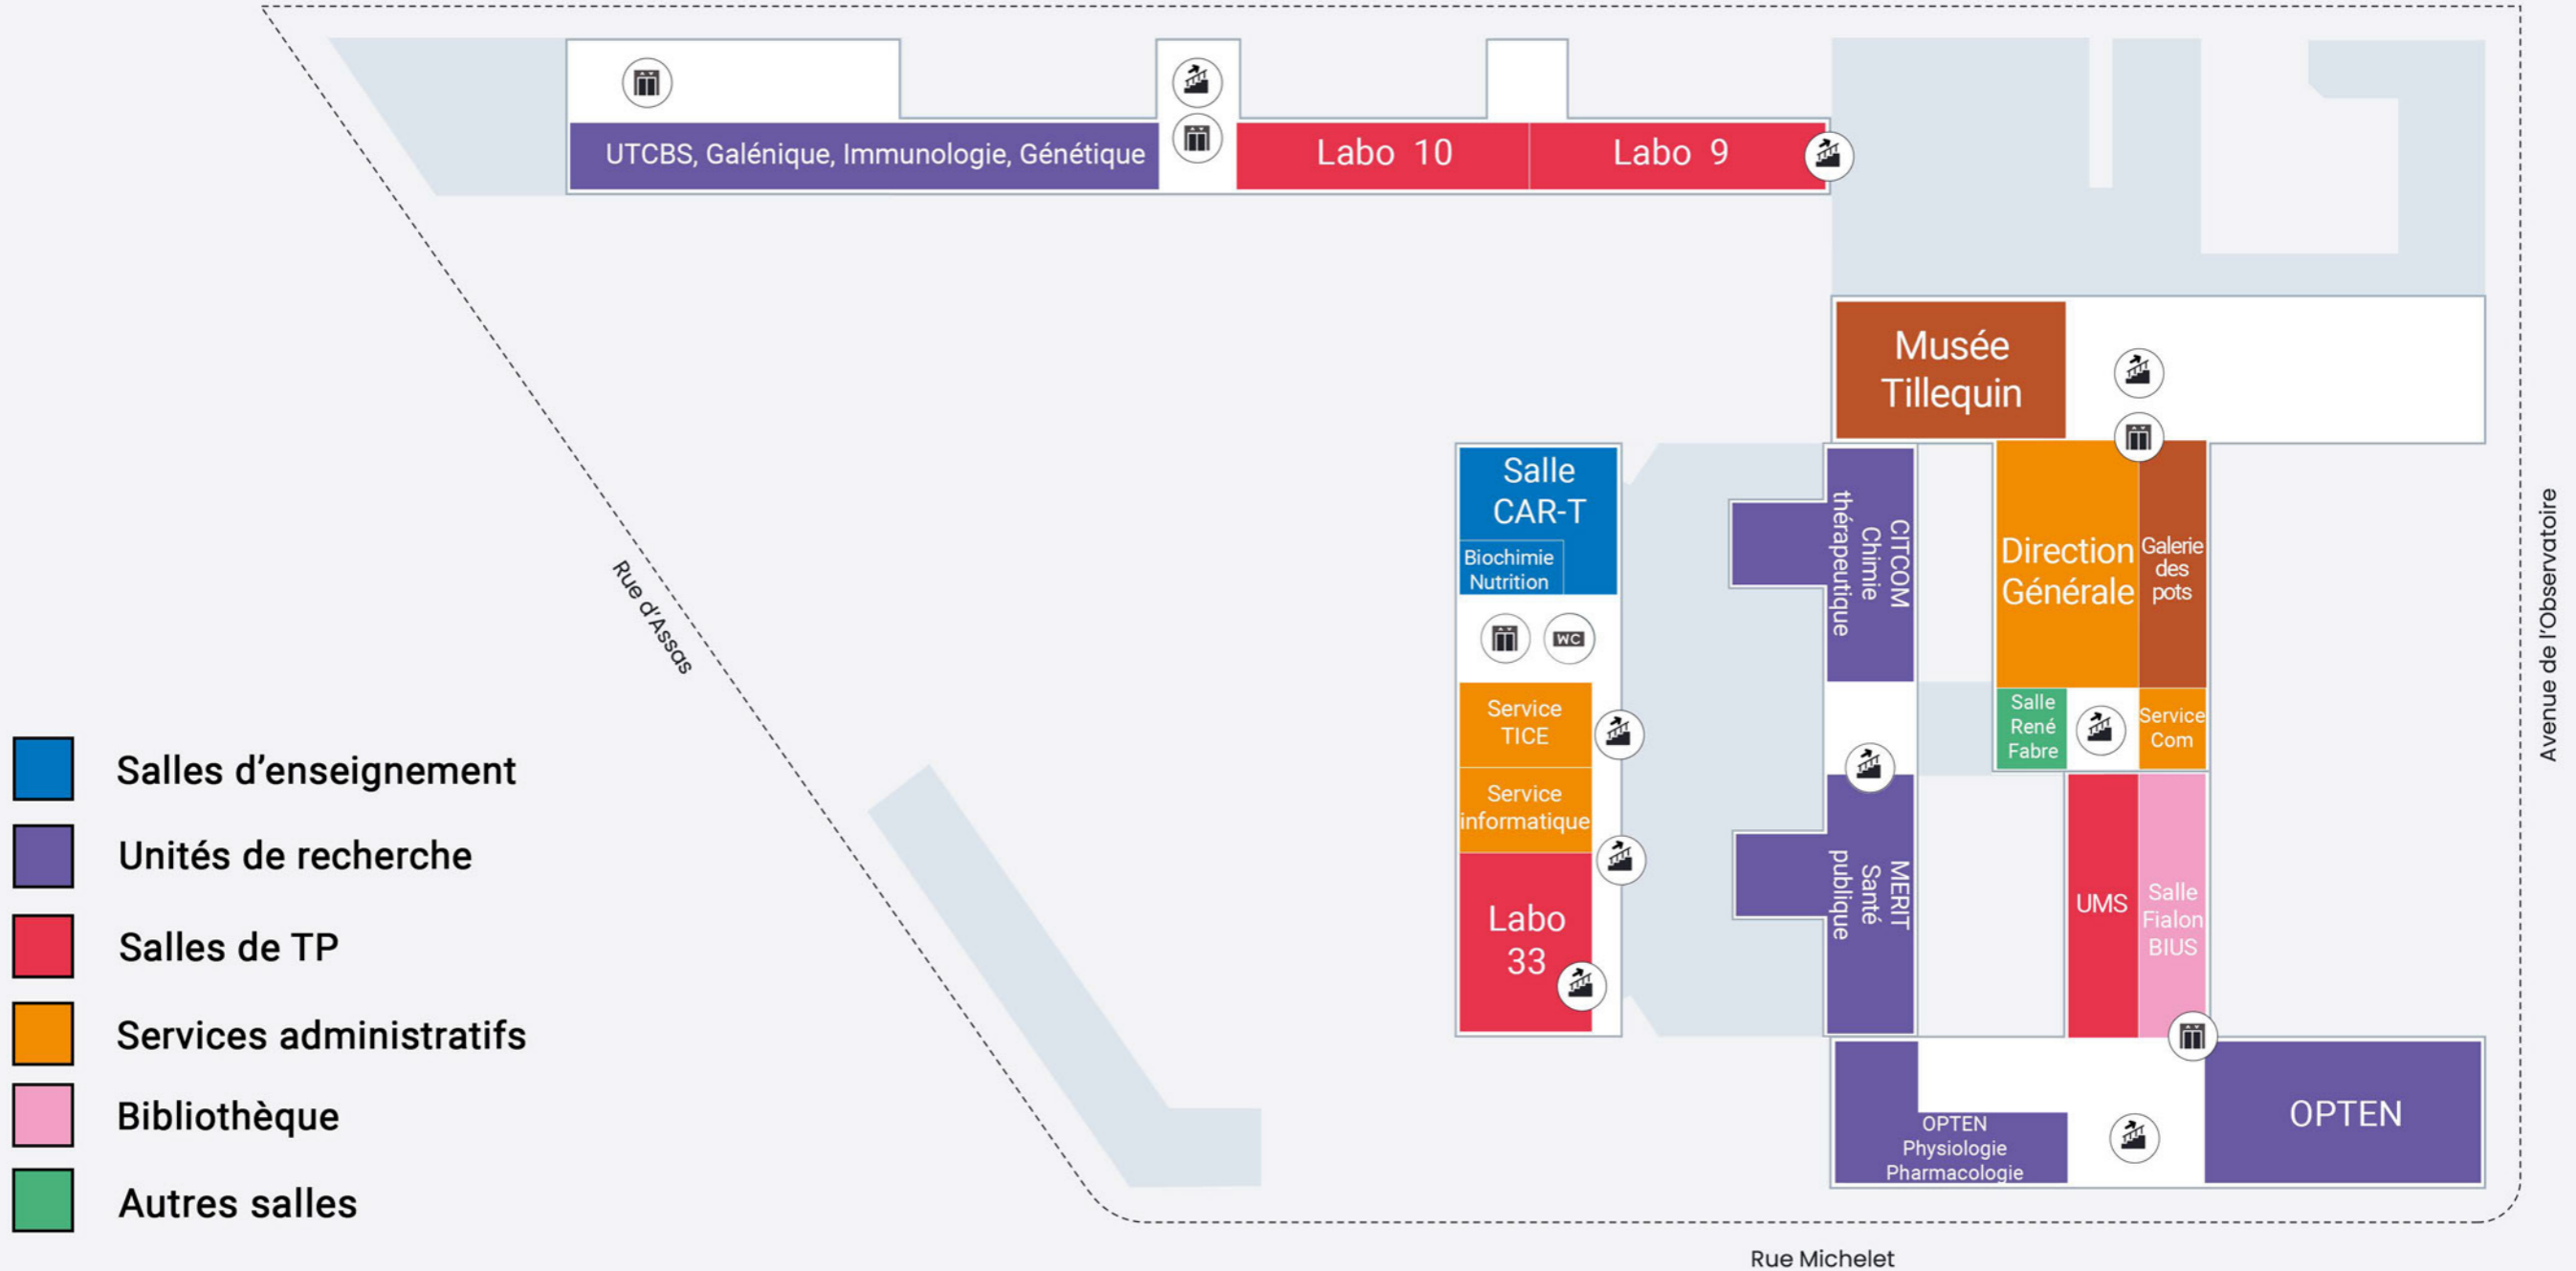 UTCBS, Galénique, Immunologie, Génétique
Labo 10
Labo 9
Musée
Tillequin
Salle
CAR-T
Biochimie
Nutrition
WC
Service
TICE
Service
informatique
Labo
33
CITCOM
Chimie
thérapeutique
MERIT
Santé
publique
Direction
Générale
Galerie
des
pots
Salle
René
Fabre
Service
Com
UMS
Salle
Fialon
BIUS
OPTEN
Physiologie
Pharmacologie
OPTEN
Rue d'Assas
Avenue de l'Observatoire
Rue Michelet
Salles d'enseignement
Unités de recherche
Salles de TP
Services administratifs
Bibliothèque
Autres salles